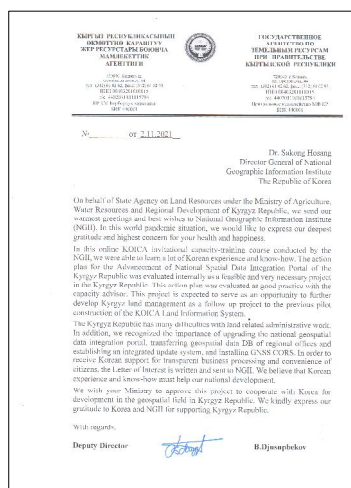 КЫРГЫЗ РЕСПУБЛИКАСЫНЫН
ӨКМӨТҮНӨ КАРАШТУУ
ЖЕР РЕСУРСТАРЫ БОЮНЧА
МАМЛЕКЕТТИК
АГЕНТТИГИ
ГОСУДАРСТВЕННОЕ
АГЕНТСТВО ПО
ЗЕМЕЛЬНЫМ РЕСУРСАМ
ПРИ ПРАВИТЕЛЬСТВЕ
КЫРГЫЗСКОЙ РЕСПУБЛИКИ
№ от 2.11.2021
Dr. Sakong Hosang
Director General of National
Geographic Information Institute
The Republic of Korea
On behalf of State Agency on Land Resources under the Ministry of Agriculture,
Water Resources and Regional Development of Kyrgyz Republic, we send our
warmest greetings and best wishes to National Geographic Information Institute
(NGII). In this world pandemic situation, we would like to express our deepest
gratitude and highest concern for your health and happiness.
In this online KOICA invitational capacity-training course conducted by the
NGII, we were able to learn a lot of Korean experience and know-how. The action
plan for the Advancement of National Spatial Data Integration Portal of the
Kyrgyz Republic was evaluated internally as a feasible and very necessary project
in the Kyrgyz Republic. This action plan was evaluated as good practice with the
capacity advisor. This project is expected to serve as an opportunity to further
develop Kyrgyz land management as a follow up project to the previous pilot
construction of the KOICA Land Information System.
The Kyrgyz Republic has many difficulties with land related administrative work.
In addition, we recognized the importance of upgrading the national geospatial
data integration portal, transferring geospatial data DB of regional offices and
establishing an integrated update system, and installing GNSS CORS. In order to
receive Korean support for transparent business processing and convenience of
citizens, the Letter of Interest is written and sent to NGII. We believe that Korean
experience and know-how must help our national development.
We with your Ministry to approve this project to cooperate with Korea for
development in the geospatial field in Kyrgyz Republic. We kindly express our
gratitude to Korea and NGII for supporting Kyrgyz Republic.
With regards,
Deputy Director B.Djusupbekov